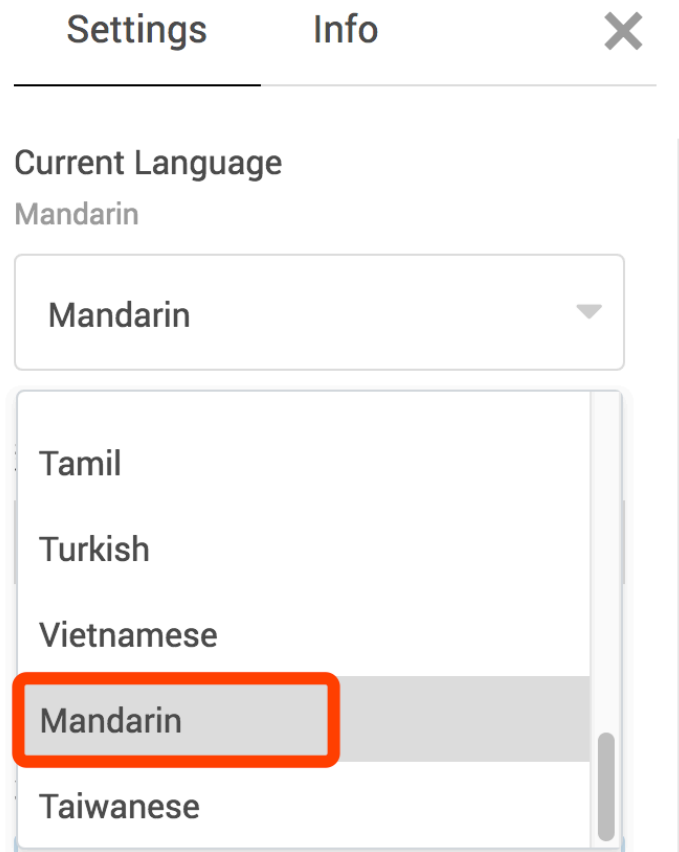 Settings Info
Current Language
Mandarin
Mandarin
Tamil
Turkish
Vietnamese
Mandarin
Taiwanese